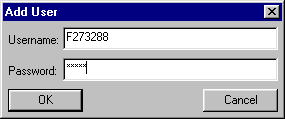 Add User
Username: F273288
Password: *****
OK Cancel